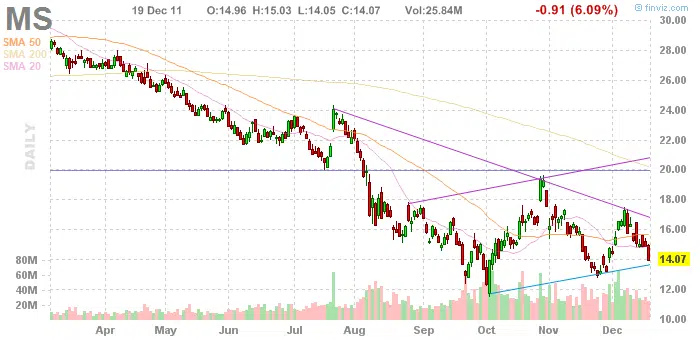 MS
19 Dec 11 O:14.96 H:15.03 L:14.05 C:14.07 Vol:25.84M -0.91 (6.09%)
© finviz.com
SMA 50
SMA 200
SMA 20
DAILY
80M
60M
40M
20M
30.00
28.00
26.00
24.00
22.00
20.00
18.00
16.00
14.07
12.00
10.00
Apr May Jun Jul Aug Sep Oct Nov Dec